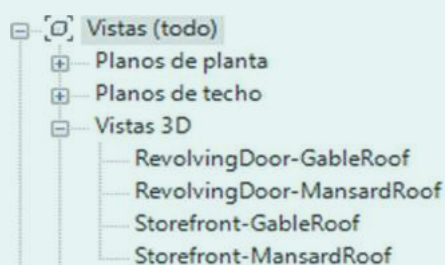 Vistas (todo)
Planos de planta
Planos de techo
Vistas 3D
RevolvingDoor-GableRoof
RevolvingDoor-MansardRoof
Storefront-GableRoof
Storefront-MansardRoof